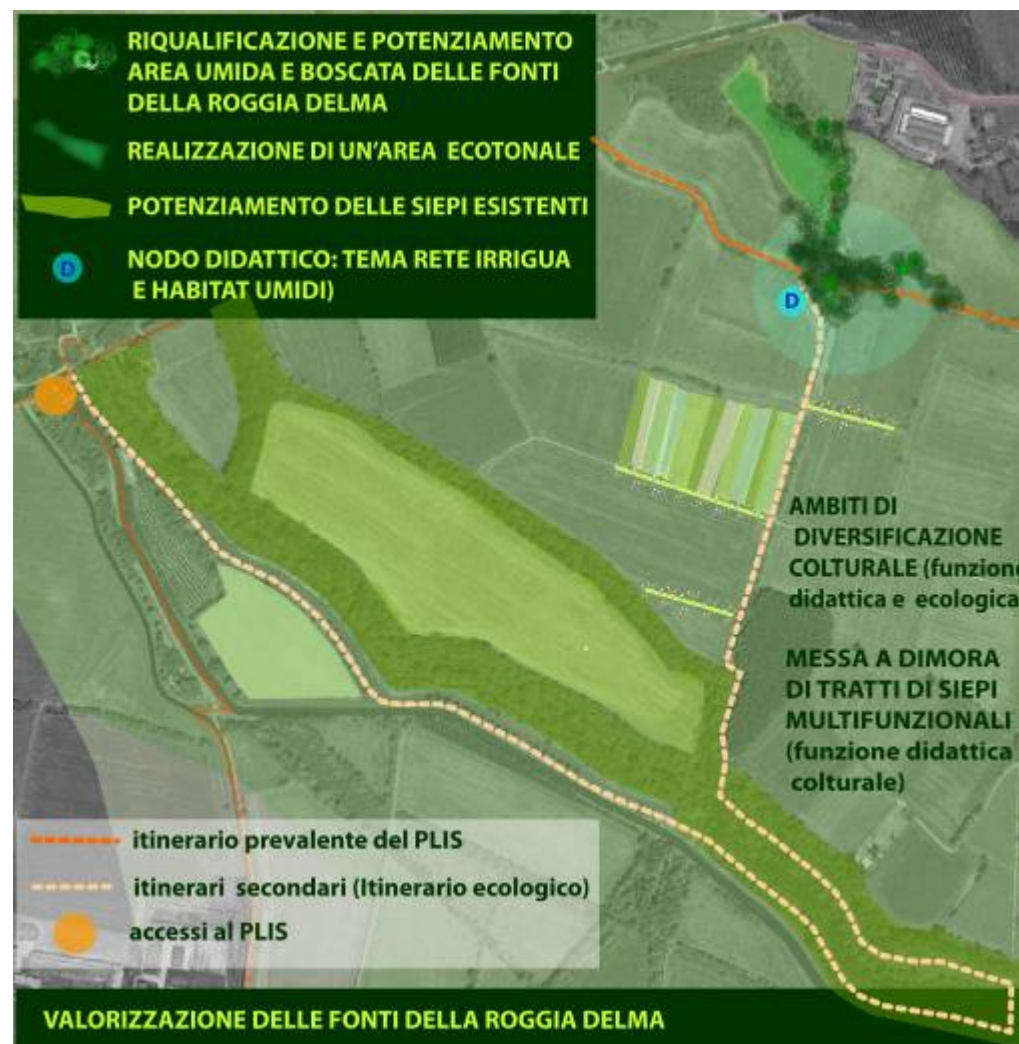 RIQUALIFICAZIONE E POTENZIAMENTO
AREA UMIDA E BOSCATA DELLE FONTI
DELLA ROGGIA DELMA
REALIZZAZIONE DI UN'AREA ECOTONALE
POTENZIAMENTO DELLE SIEPI ESISTENTI
D
NODO DIDATTICO: TEMA RETE IRRIGUA
E HABITAT UMIDI)
D
AMBITI DI
DIVERSIFICAZIONE
COLTURALE (funzione
didattica e ecologica
MESSA A DIMORA
DI TRATTI DI SIEPI
MULTIFUNZIONALI
(funzione didattica
colturale)
itinerario prevalente del PLIS
itinerari secondari (Itinerario ecologico)
accessi al PLIS
VALORIZZAZIONE DELLE FONTI DELLA ROGGIA DELMA